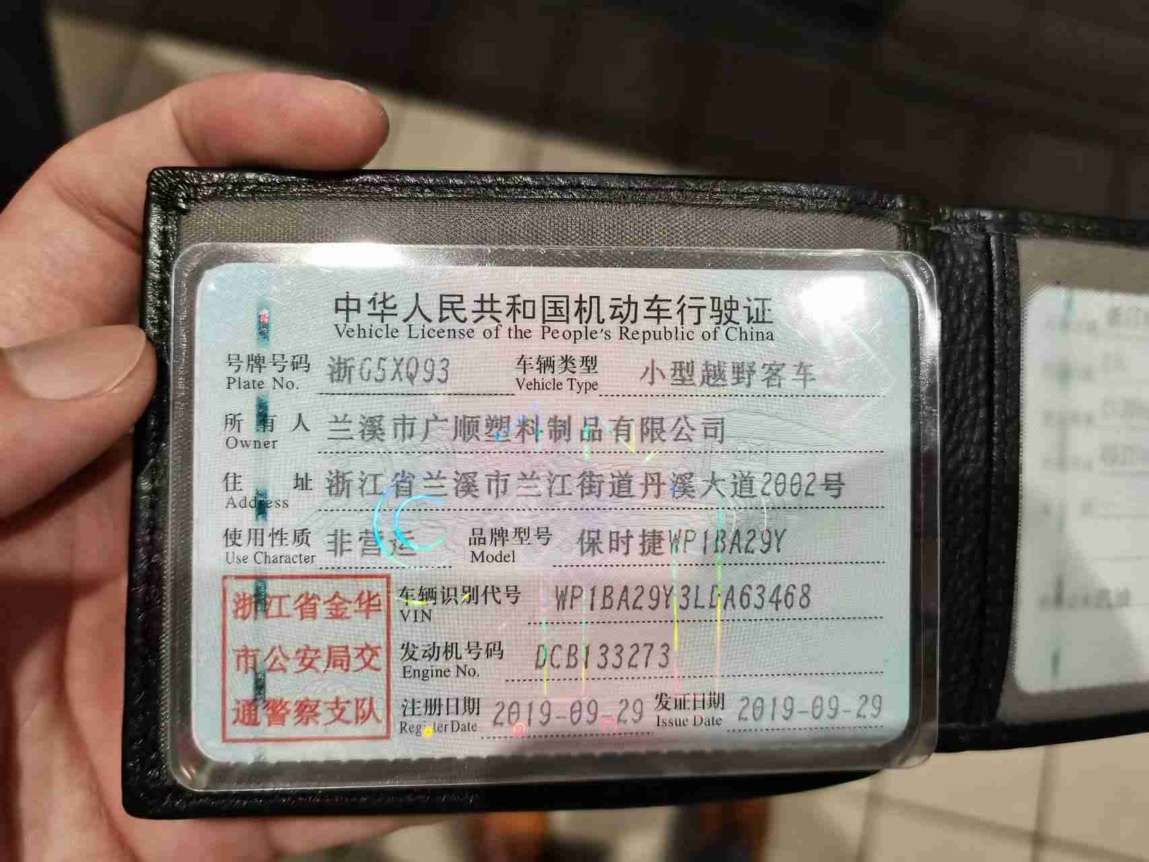 中华人民共和国机动车行驶证
Vehicle License of the People's Republic of China
号牌号码 浙G5XQ93 车辆类型 小型越野客车
Plate No. Vehicle Type
所有人 兰溪市广顺塑料制品有限公司
Owner
住址 浙江省兰溪市兰江街道丹溪大道2002号
Address
使用性质 非营运 品牌型号 保时捷WP1BA29Y
Use Character Model
浙江省金华
市公安局交
通警察支队
车辆识别代号 WP1BA29Y3LDA63468
VIN
发动机号码 DCB133273
Engine No.
注册日期 2019-09-29 发证日期 2019-09-29
Register Date Issue Date